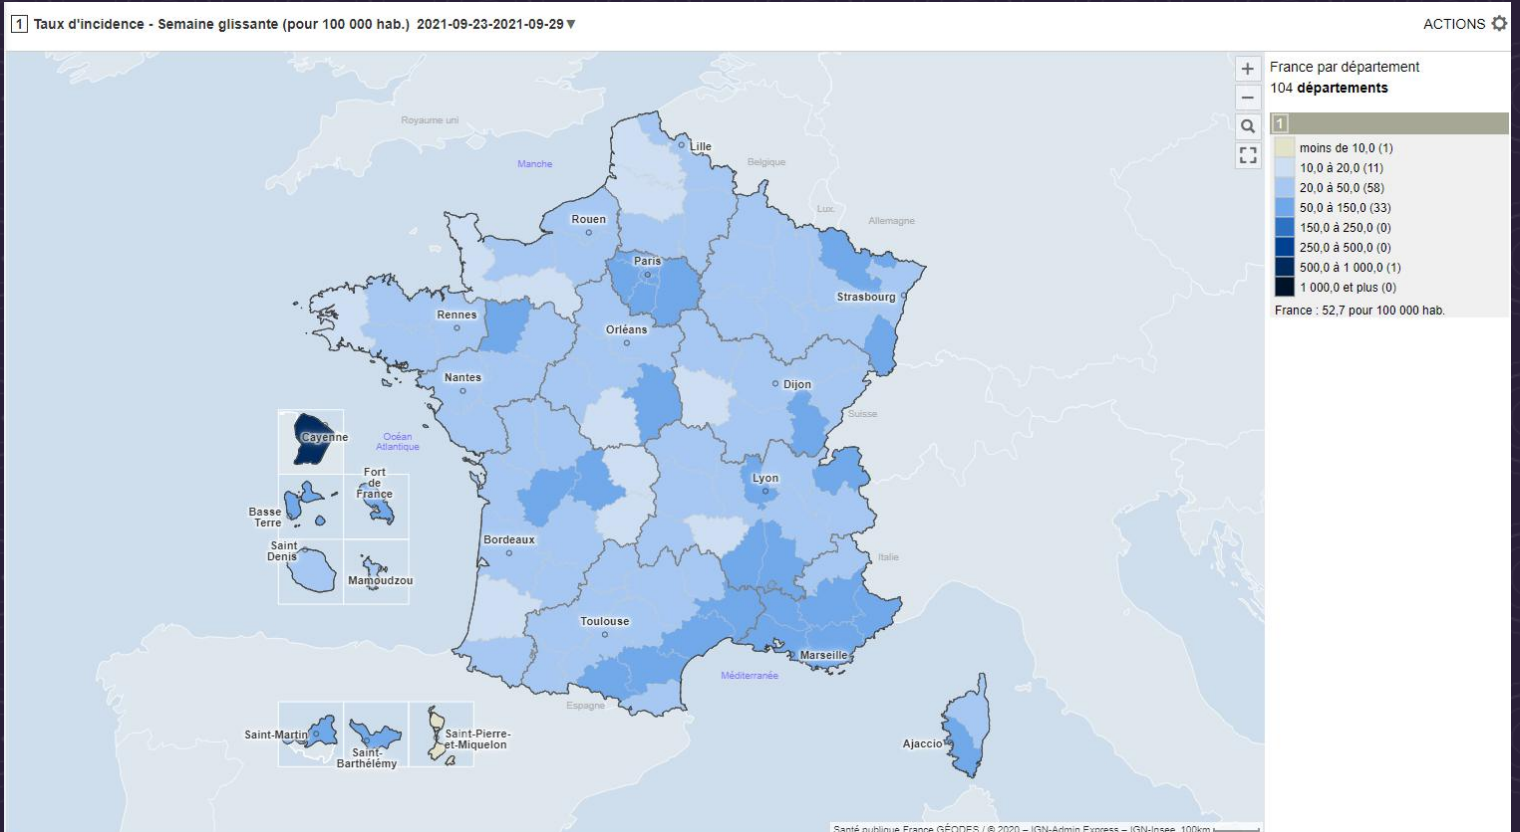 1 Taux d'incidence - Semaine glissante (pour 100 000 hab.) 2021-09-23-2021-09-29 ▼
ACTIONS
France par département
104 départements
1
moins de 10,0 (1)
10,0 à 20,0 (11)
20,0 à 50,0 (58)
50,0 à 150,0 (33)
150,0 à 250,0 (0)
250,0 à 500,0 (0)
500,0 à 1 000,0 (1)
1 000,0 et plus (0)
France : 52,7 pour 100 000 hab.
Royaume uni
Manche
Lille
Belgique
Lux.
Allemagne
Rouen
Paris
Strasbourg
Rennes
Orléans
Nantes
Dijon
Suisse
Océan
Atlantique
Cayenne
Fort
de
France
Basse
Terre
Saint
Denis
Mamoudzou
Lyon
Bordeaux
Italie
Toulouse
Marseille
Méditerranée
Espagne
Saint-Martin
Saint-
Barthélémy
Saint-Pierre-
et-Miquelon
Ajaccio
Santé publique France GÉODES / © 2020 – IGN-Admin Express – IGN-Insee
100km